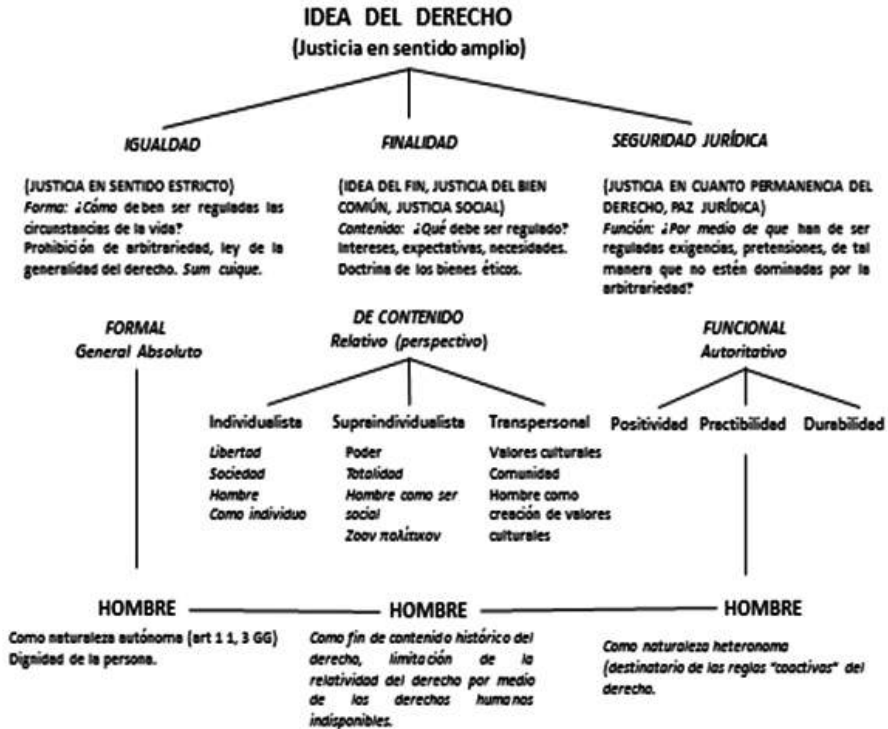 IDEA DEL DERECHO
(Justicia en sentido amplio)
IGUALDAD
(JUSTICIA EN SENTIDO ESTRICTO)
Forma: ¿Cómo deben ser reguladas las
circunstancias de la vida?
Prohibición de arbitrariedad, ley de la
generalidad del derecho. Sum cuique.
FINALIDAD
(IDEA DEL FIN, JUSTICIA DEL BIEN
COMÚN, JUSTICIA SOCIAL)
Contenido: ¿Qué debe ser regulado?
Intereses, expectativas, necesidades.
Doctrina de los bienes éticos.
SEGURIDAD JURÍDICA
(JUSTICIA EN CUANTO PERMANENCIA DEL
DERECHO, PAZ JURÍDICA)
Función: ¿Por medio de que han de ser
reguladas exigencias, pretensiones, de tal
manera que no estén dominadas por la
arbitrariedad?
FORMAL
General Absoluto
DE CONTENIDO
Relativo (perspectivo)
FUNCIONAL
Autoritativo
Individualista
Libertad
Sociedad
Hombre
Como individuo
Supraindividualista
Poder
Totalidad
Hombre como ser
social
Zoov πολίτικov
Transpersonal
Valores culturales
Comunidad
Hombre como
creación de valores
culturales
Positividad Practibilidad Durabilidad
HOMBRE
Como naturaleza autónoma (art 1 1, 3 GG)
Dignidad de la persona.
HOMBRE
Como fin de contenido histórico del
derecho, limitación de la
relatividad del derecho por medio
de los derechos humanos
indisponibles.
HOMBRE
Como naturaleza heteronoma
(destinatario de las reglas "coactivas" del
derecho.